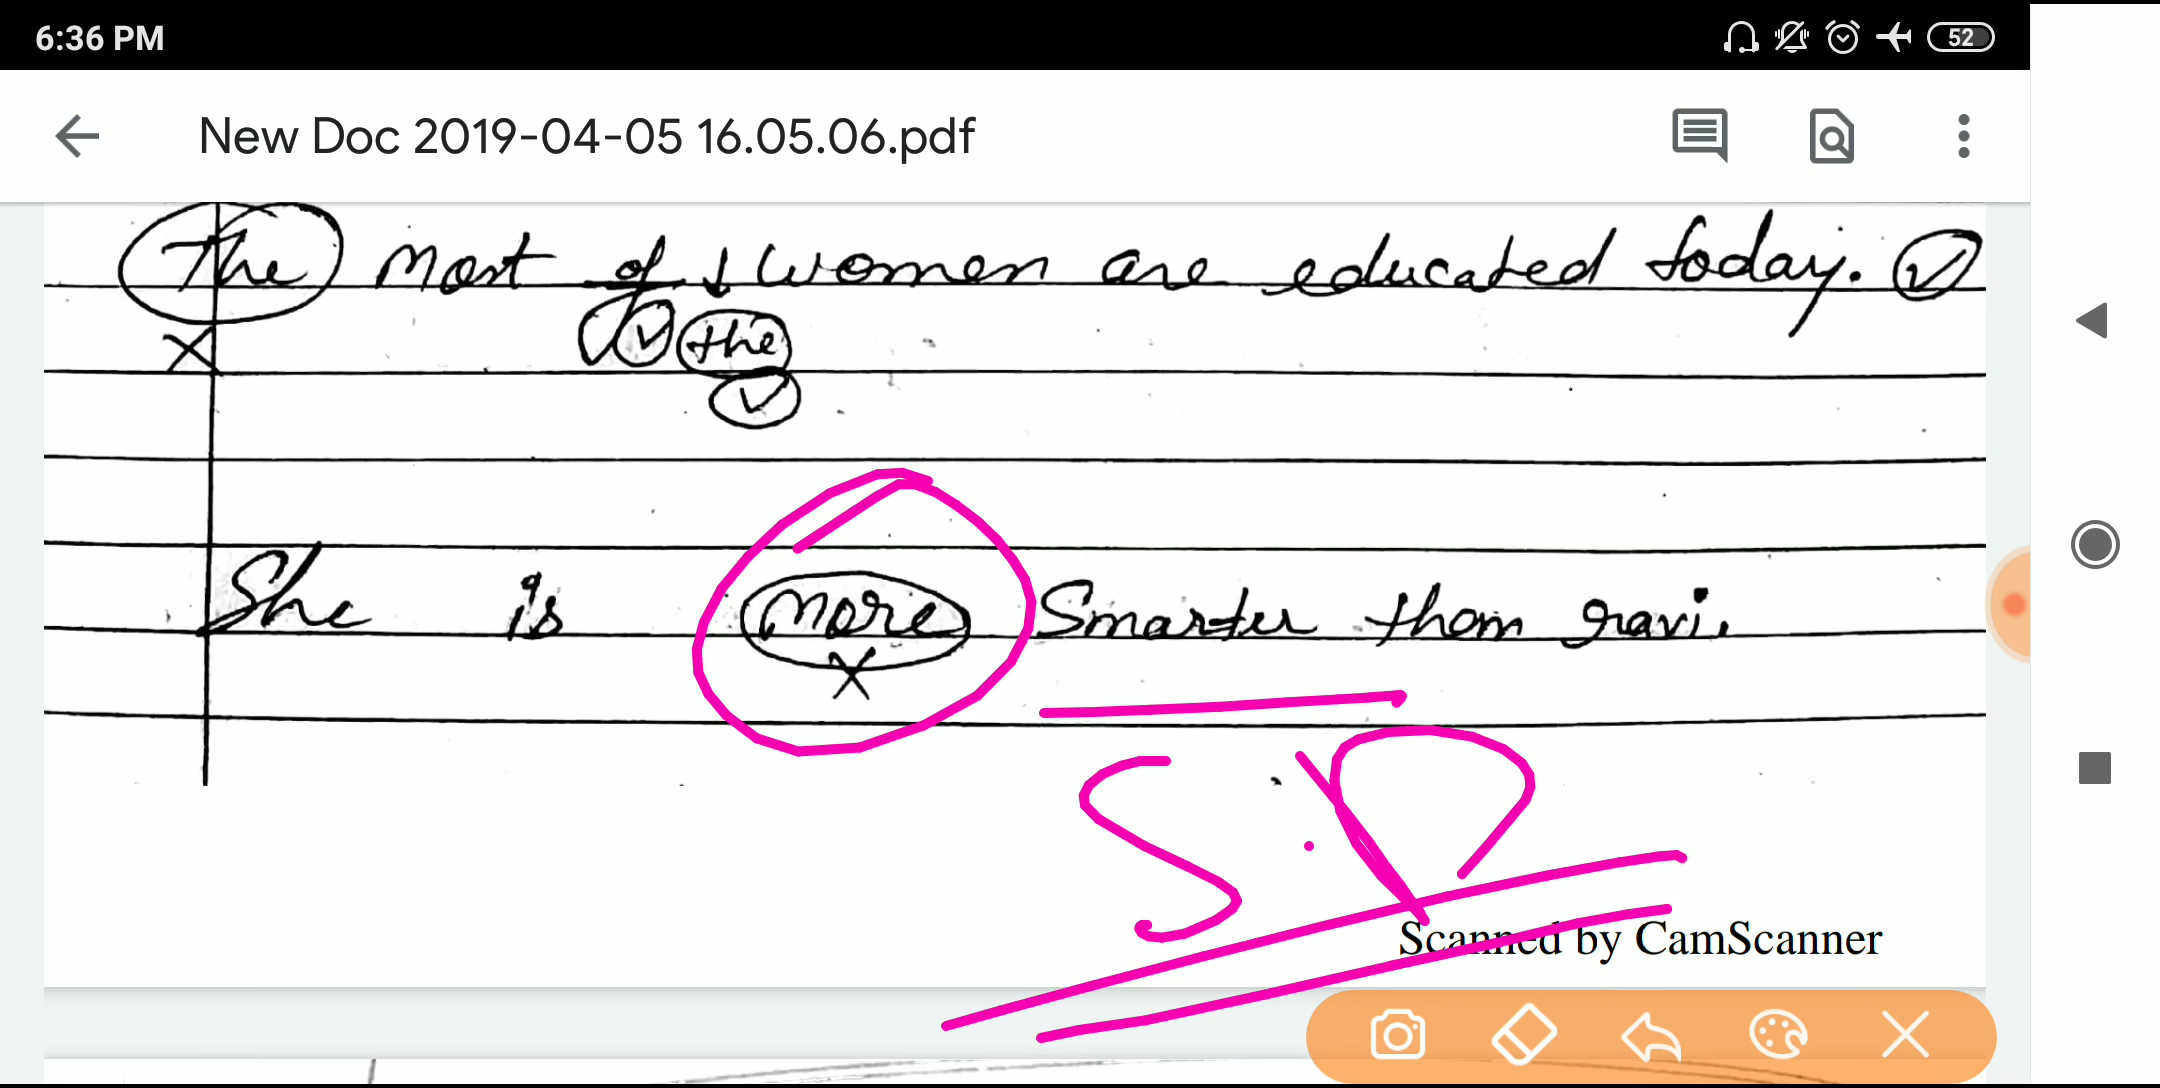 6:36 PM 52
New Doc 2019-04-05 16.05.06.pdf
The Most of women are educated today.
the
She is more Smarter than ravi.
S.D
Scanned by CamScanner